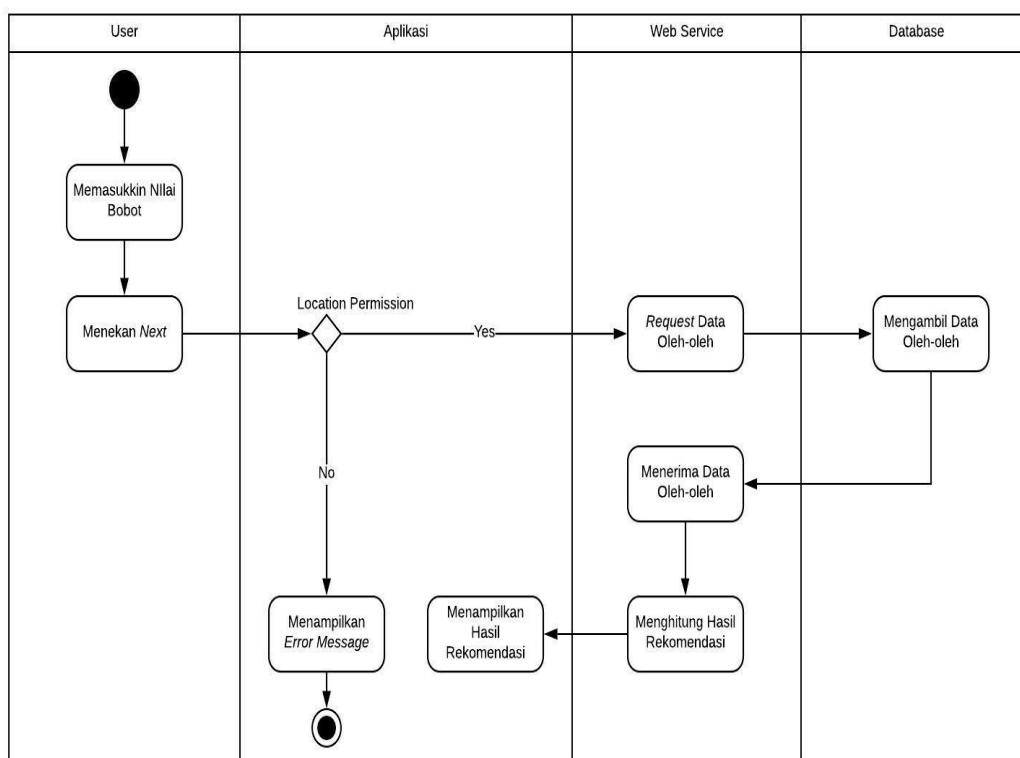 User
Aplikasi
Web Service
Database
Memasukkin NIlai
Bobot
Menekan Next
Location Permission
Yes
Request Data
Oleh-oleh
Mengambil Data
Oleh-oleh
No
Menerima Data
Oleh-oleh
Menampilkan
Error Message
Menampilkan
Hasil
Rekomendasi
Menghitung Hasil
Rekomendasi